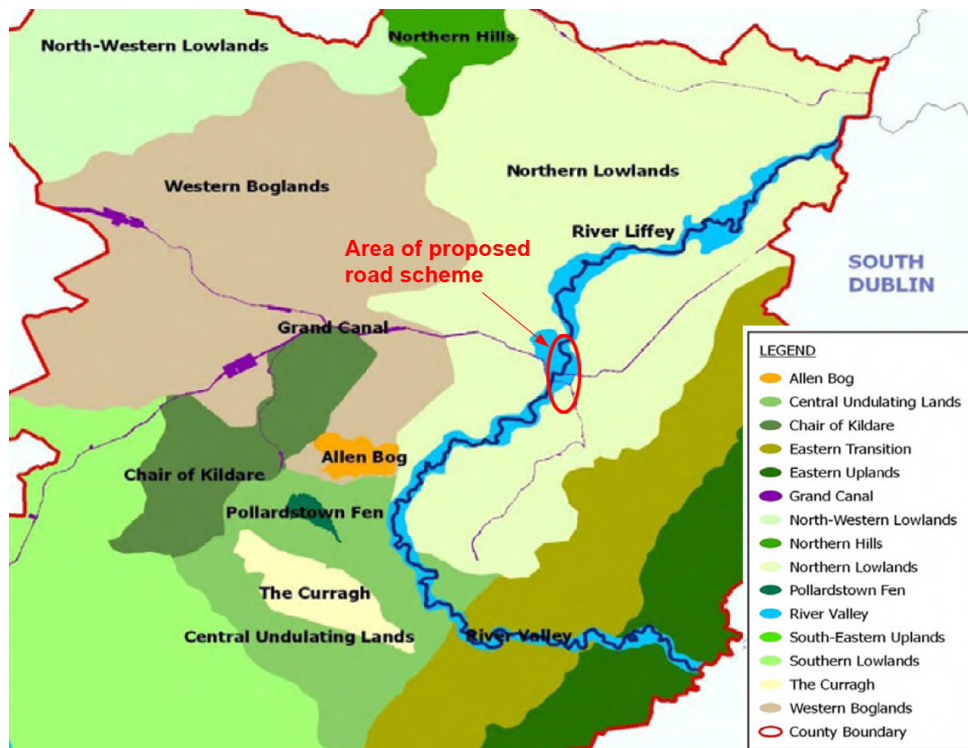 North-Western Lowlands
Northern Hills
Western Boglands
Northern Lowlands
River Liffey
Area of proposed
road scheme
SOUTH
DUBLIN
Grand Canal
Chair of Kildare
Allen Bog
Pollardstown Fen
The Curragh
Central Undulating Lands
River Valley
LEGEND
Allen Bog
Central Undulating Lands
Chair of Kildare
Eastern Transition
Eastern Uplands
Grand Canal
North-Western Lowlands
Northern Hills
Northern Lowlands
Pollardstown Fen
River Valley
South-Eastern Uplands
Southern Lowlands
The Curragh
Western Boglands
County Boundary